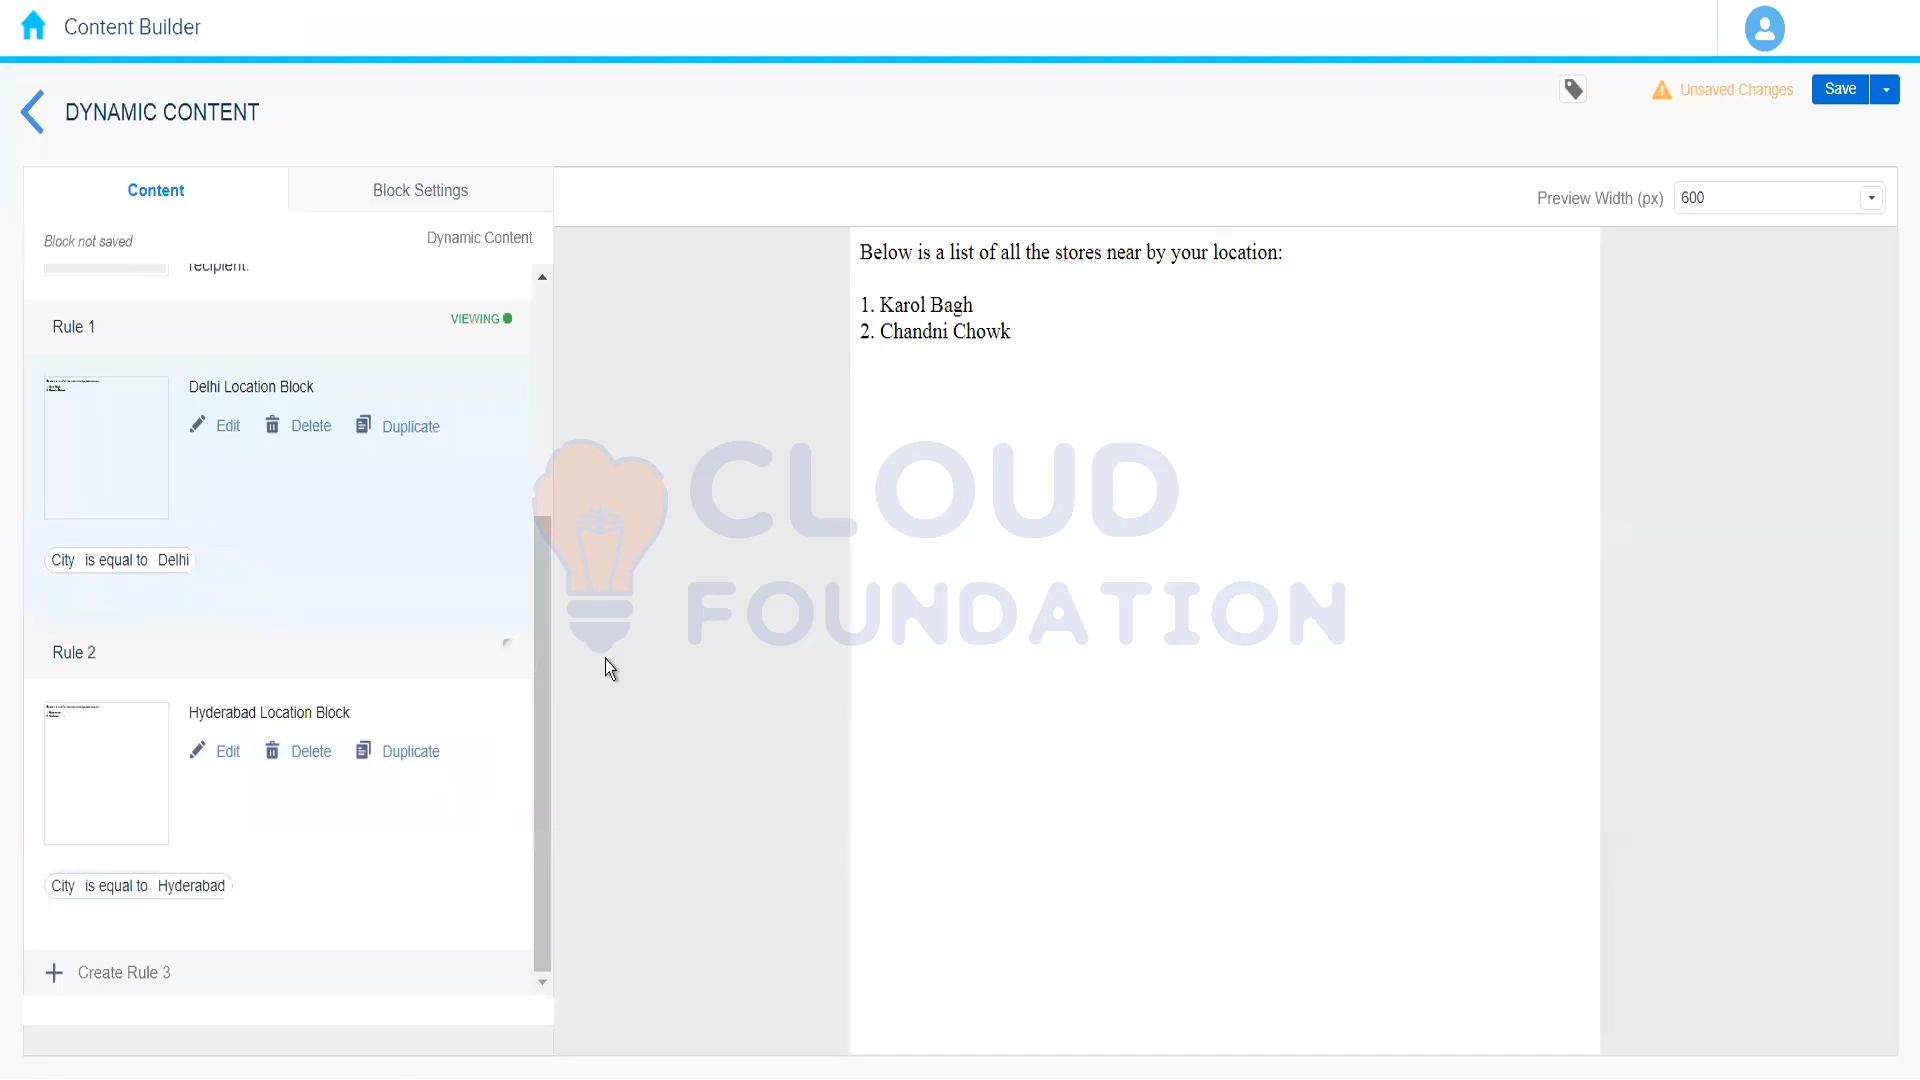 Content Builder
DYNAMIC CONTENT
Unsaved Changes
Save
Content
Block Settings
Preview Width (px)
600
Block not saved
Dynamic Content
recipient.
Rule 1
VIEWING
Delhi Location Block
Edit
Delete
Duplicate
City is equal to Delhi
Rule 2
Hyderabad Location Block
Edit
Delete
Duplicate
City is equal to Hyderabad
Create Rule 3
Below is a list of all the stores near by your location:
1. Karol Bagh
2. Chandni Chowk
CLOUD
FOUNDATION